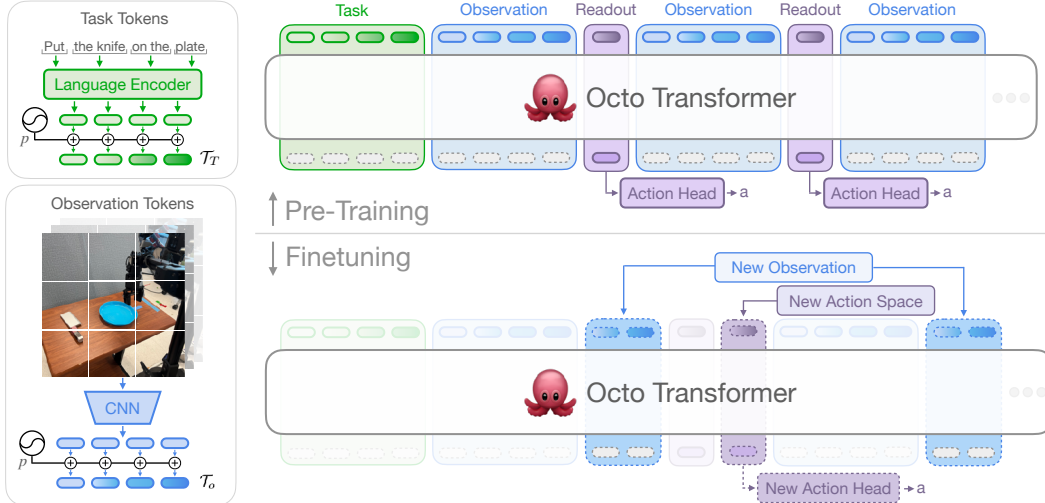 Task Tokens
Put the knife on the plate
Language Encoder
p
𝒯_T
Observation Tokens
CNN
p
𝒯_o
Task Observation Readout Observation Readout Observation
Octo Transformer
Action Head a Action Head a
Pre-Training
Finetuning
New Observation
New Action Space
Octo Transformer
New Action Head a